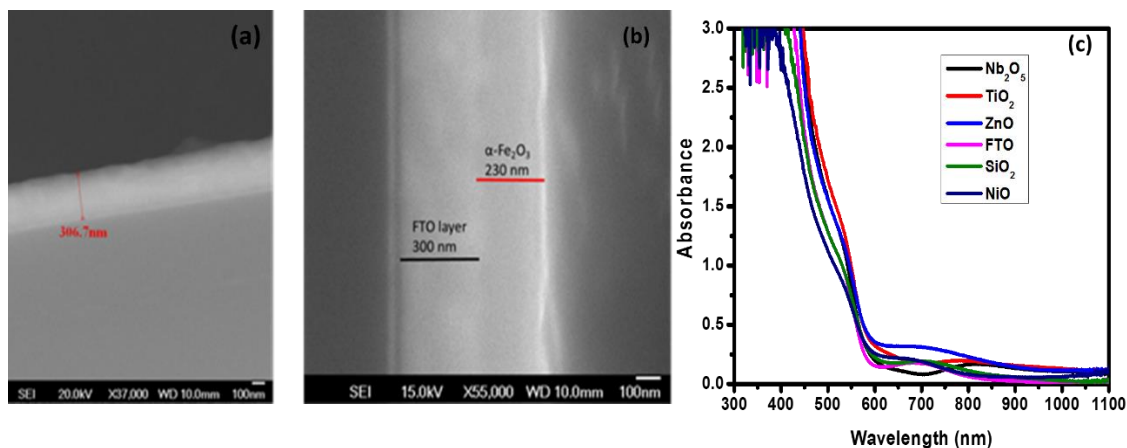 (a)
306.7nm
SEI 20.0kV X37,000 WD 10.0mm 100nm
(b)
α-Fe₂O₃
230 nm
FTO layer
300 nm
SEI 15.0kV X55,000 WD 10.0mm 100nm
(c)
Nb₂O₅
TiO₂
ZnO
FTO
SiO₂
NiO
Absorbance
3.0
2.5
2.0
1.5
1.0
0.5
0.0
300 400 500 600 700 800 900 1000 1100
Wavelength (nm)